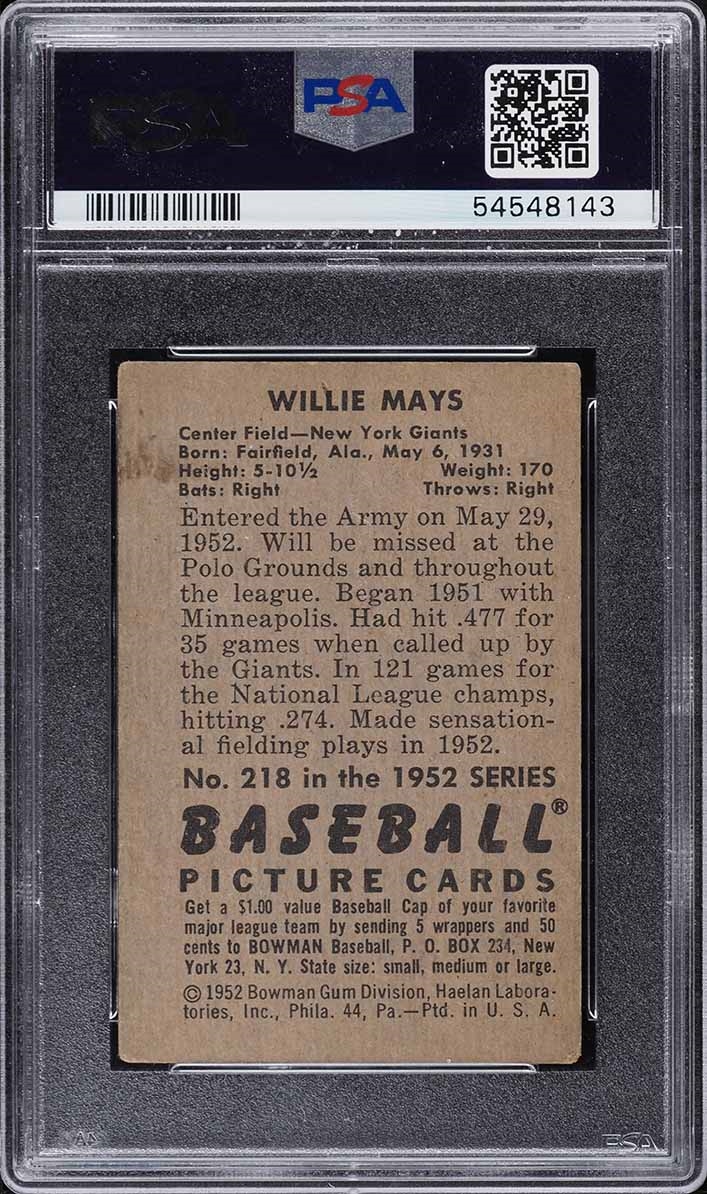 PSA
PSA
54548143
WILLIE MAYS
Center Field—New York Giants
Born: Fairfield, Ala., May 6, 1931
Height: 5-10½ Weight: 170
Bats: Right Throws: Right
Entered the Army on May 29,
1952. Will be missed at the
Polo Grounds and throughout
the league. Began 1951 with
Minneapolis. Had hit .477 for
35 games when called up by
the Giants. In 121 games for
the National League champs,
hitting .274. Made sensation-
al fielding plays in 1952.
No. 218 in the 1952 SERIES
BASEBALL®
PICTURE CARDS
Get a $1.00 value Baseball Cap of your favorite
major league team by sending 5 wrappers and 50
cents to BOWMAN Baseball, P. O. BOX 234, New
York 23, N. Y. State size: small, medium or large.
© 1952 Bowman Gum Division, Haelan Labora-
tories, Inc., Phila. 44, Pa.—Ptd. in U. S. A.
PSA